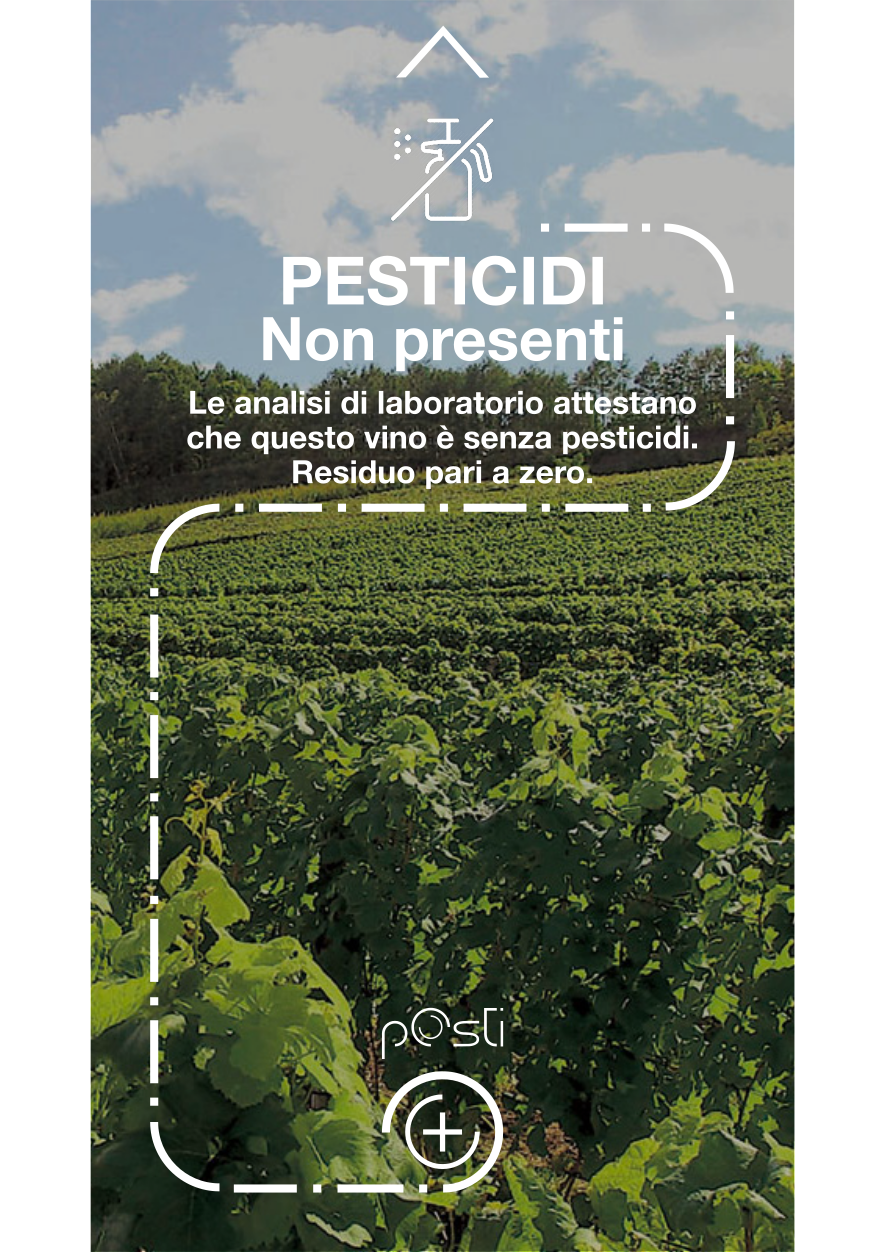 PESTICIDI
Non presenti
Le analisi di laboratorio attestano
che questo vino è senza pesticidi.
Residuo pari a zero.
posti